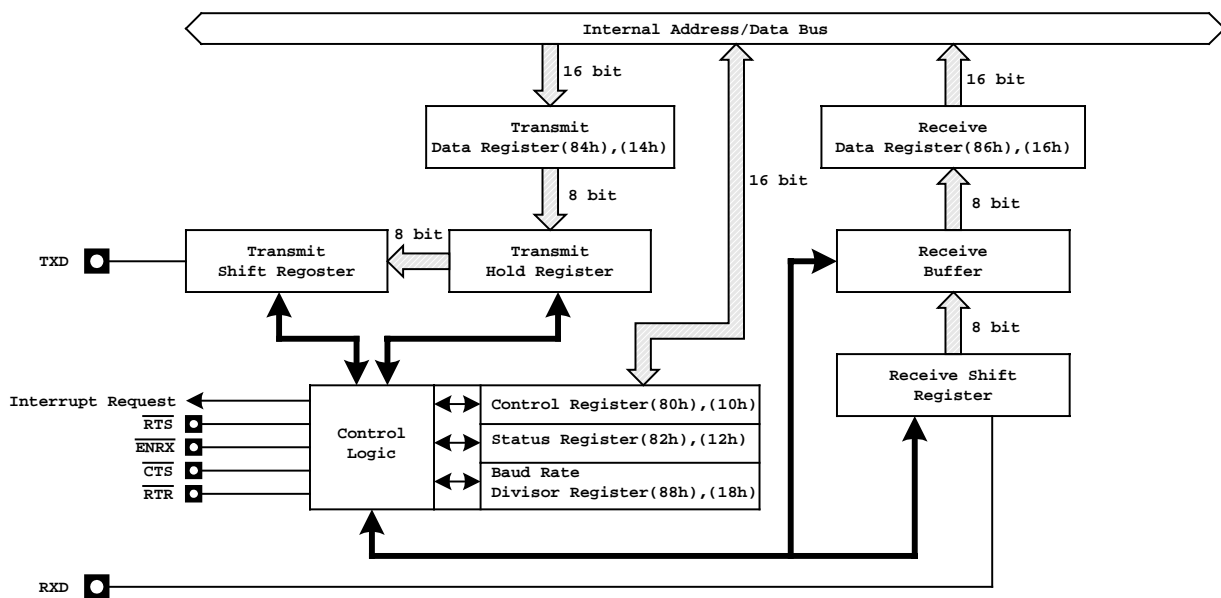 Internal Address/Data Bus
16 bit
16 bit
Transmit
Data Register(84h),(14h)
Receive
Data Register(86h),(16h)
16 bit
8 bit
8 bit
8 bit
TXD
Transmit
Shift Regoster
Transmit
Hold Register
Receive
Buffer
8 bit
Receive Shift
Register
Interrupt Request
RTS
ENRX
CTS
RTR
Control
Logic
Control Register(80h),(10h)
Status Register(82h),(12h)
Baud Rate
Divisor Register(88h),(18h)
RXD